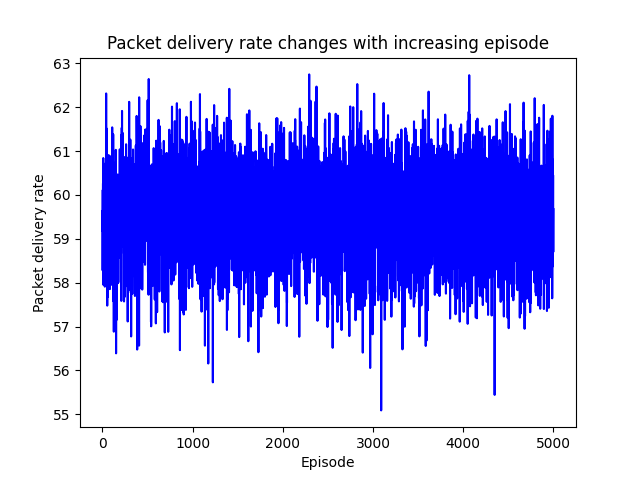 Packet delivery rate changes with increasing episode
63
62
61
60
59
58
57
56
55
Packet delivery rate
0 1000 2000 3000 4000 5000
Episode